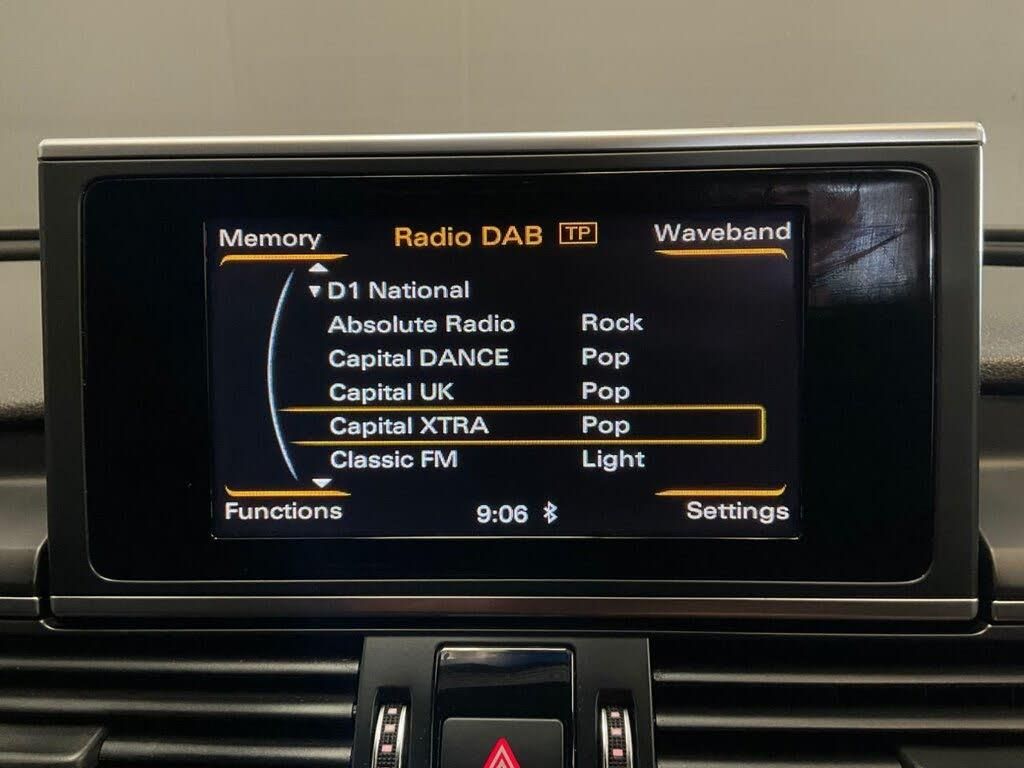 Memory Radio DAB TP Waveband
D1 National
Absolute Radio Rock
Capital DANCE Pop
Capital UK Pop
Capital XTRA Pop
Classic FM Light
Functions 9:06 Settings